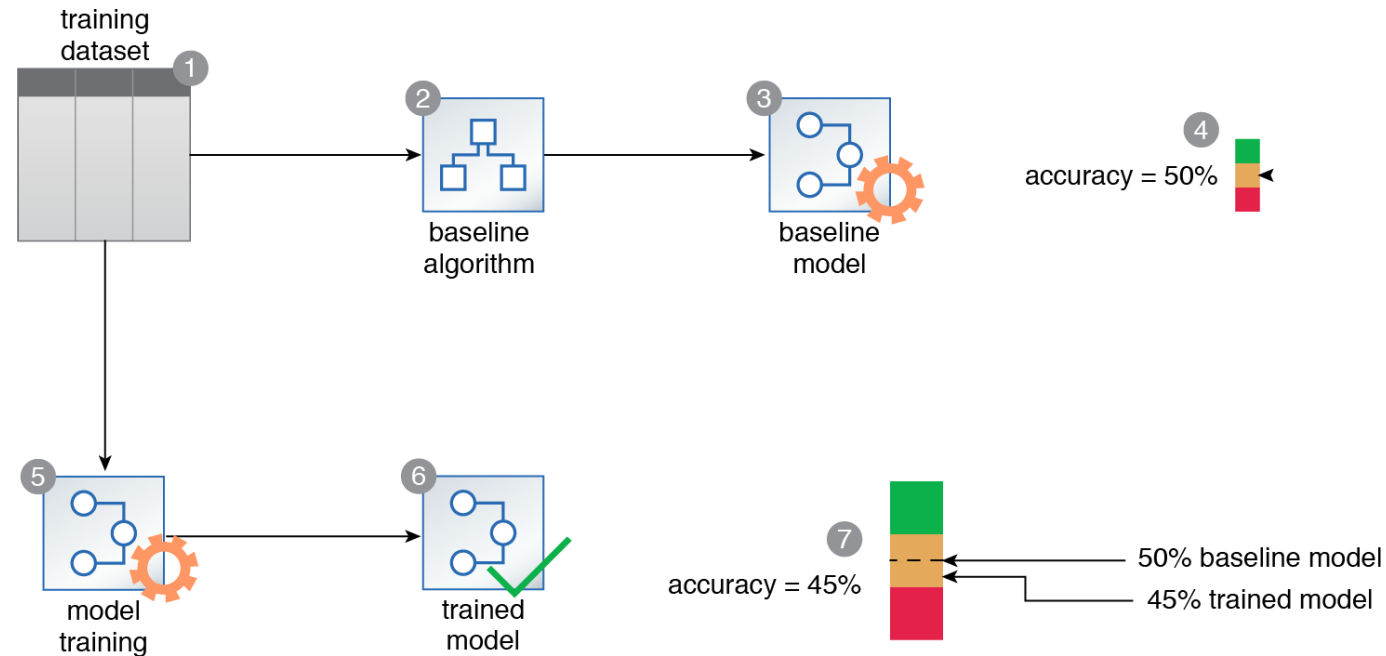 training
dataset
1
2
3
4
accuracy = 50%
baseline
algorithm
baseline
model
5
6
7
50% baseline model
accuracy = 45%
45% trained model
model
training
trained
model